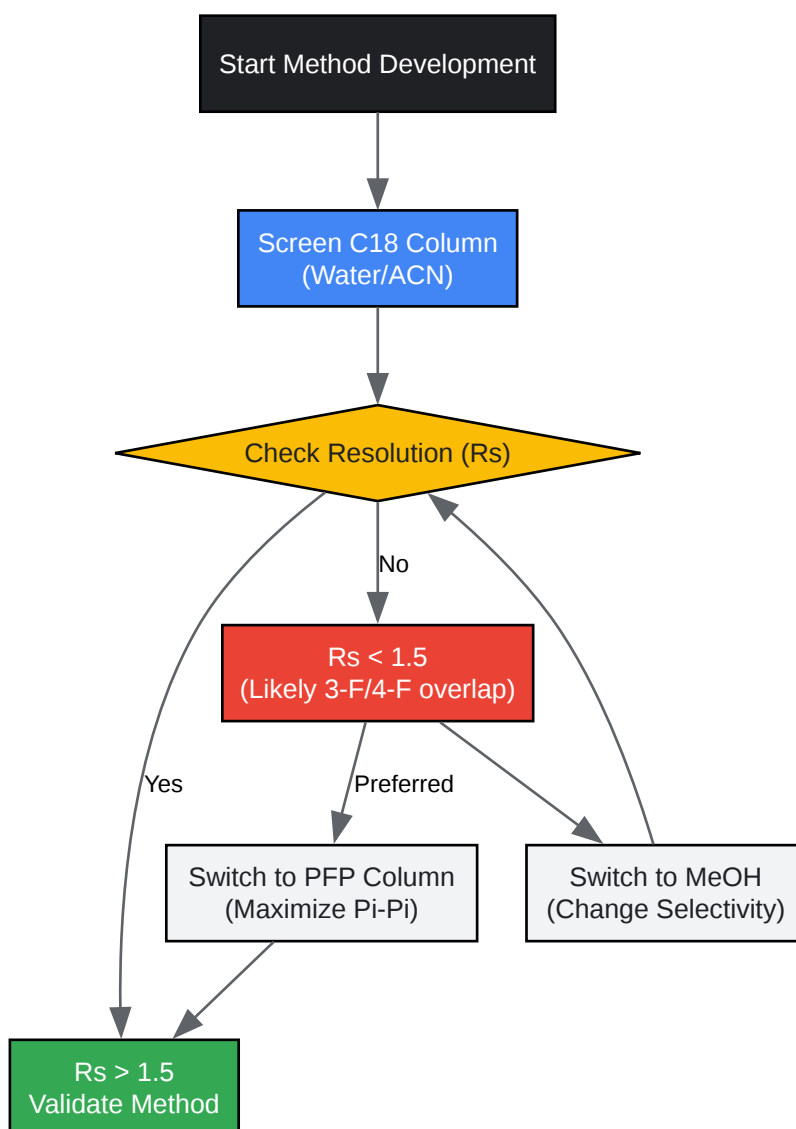 Start Method Development
Screen C18 Column
(Water/ACN)
Check Resolution (Rs)
No
Rs < 1.5
(Likely 3-F/4-F overlap)
Yes
Preferred
Switch to PFP Column
(Maximize Pi-Pi)
Switch to MeOH
(Change Selectivity)
Rs > 1.5
Validate Method